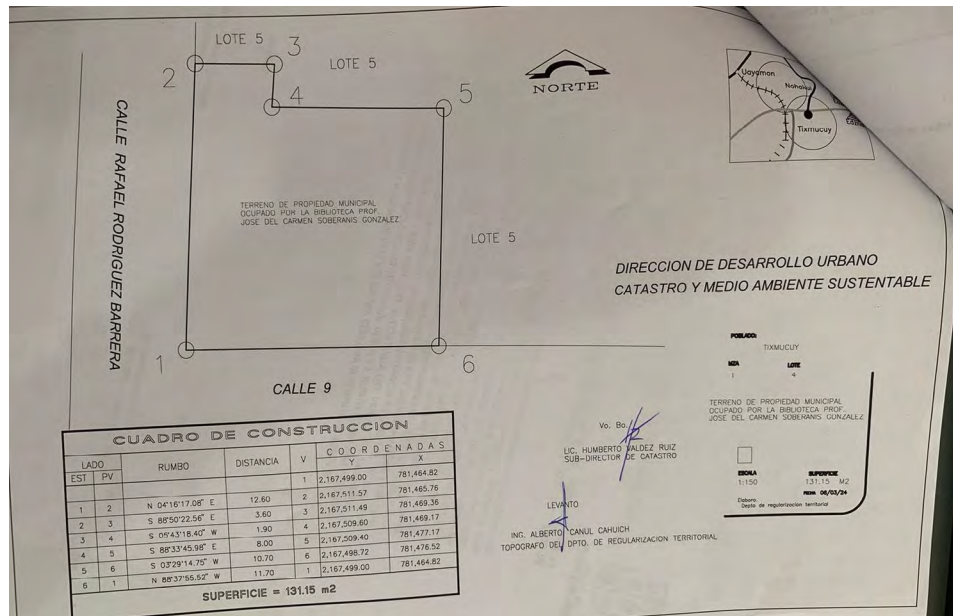 LOTE 5
3
2
LOTE 5
4
5
NORTE
Uayamon
Tixmucuy
CALLE RAFAEL RODRIGUEZ BARRERA
TERRENO DE PROPIEDAD MUNICIPAL
OCUPADO POR LA BIBLIOTECA PROF.
JOSE DEL CARMEN SOBERANIS GONZALEZ
LOTE 5
1
6
CALLE 9
DIRECCION DE DESARROLLO URBANO
CATASTRO Y MEDIO AMBIENTE SUSTENTABLE
POBLADO:
TIXMUCUY
MZA LOTE
1 4
TERRENO DE PROPIEDAD MUNICIPAL
OCUPADO POR LA BIBLIOTECA PROF.
JOSE DEL CARMEN SOBERANIS GONZALEZ
ESCALA SUPERFICIE
1:150 131.15 M2
FECHA 08/03/24
Elaboro.
Depto de regularizacion territorial
Vo. Bo.
LIC. HUMBERTO VALDEZ RUIZ
SUB-DIRECTOR DE CATASTRO
LEVANTO
ING. ALBERTO CANUL CAHUICH
TOPOGRAFO DEL DPTO. DE REGULARIZACION TERRITORIAL
CUADRO DE CONSTRUCCION
LADO RUMBO DISTANCIA V COORDENADAS
EST PV Y X
1 2,167,499.00 781,464.82
1 2 N 04°16'17.08" E 12.60 2 2,167,511.57 781,465.76
2 3 S 88°50'22.56" E 3.60 3 2,167,511.49 781,469.36
3 4 S 05°43'18.40" W 1.90 4 2,167,509.60 781,469.17
4 5 S 88°33'45.98" E 8.00 5 2,167,509.40 781,477.17
5 6 S 03°29'14.75" W 10.70 6 2,167,498.72 781,476.52
6 1 N 88°37'55.52" W 11.70 1 2,167,499.00 781,464.82
SUPERFICIE = 131.15 m2